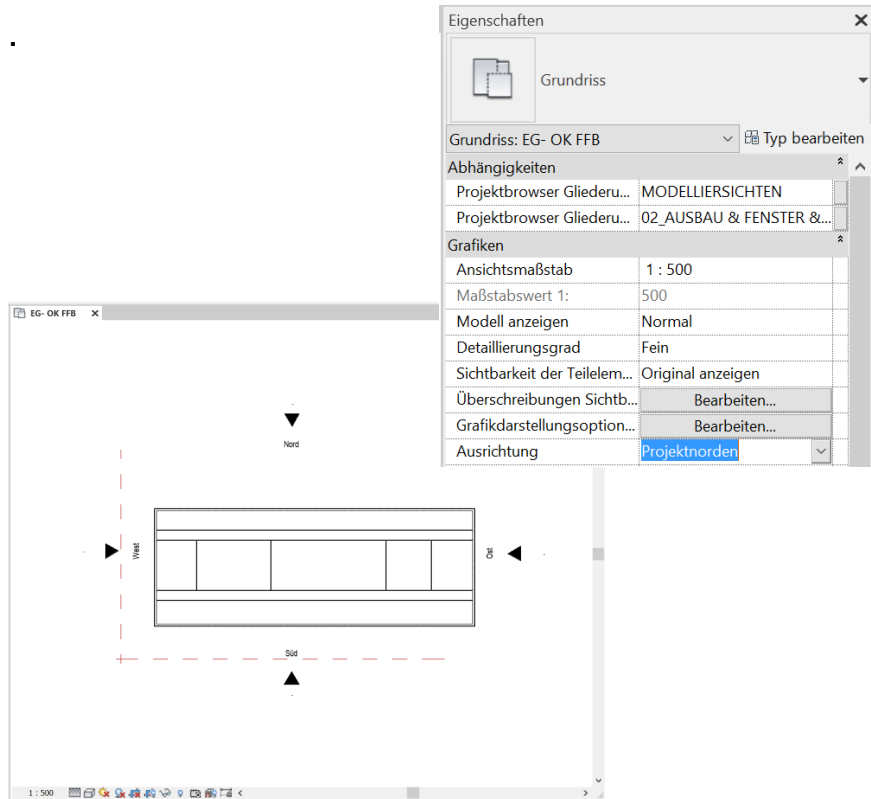 .
Eigenschaften
Grundriss
Grundriss: EG- OK FFB
Typ bearbeiten
Abhängigkeiten
Projektbrowser Gliederu... MODELLIERSICHTEN
Projektbrowser Gliederu... 02_AUSBAU & FENSTER &...
Grafiken
Ansichtsmaßstab 1 : 500
Maßstabswert 1: 500
Modell anzeigen Normal
Detaillierungsgrad Fein
Sichtbarkeit der Teilelem... Original anzeigen
Überschreibungen Sichtb... Bearbeiten...
Grafikdarstellungsoption... Bearbeiten...
Ausrichtung Projektnorden
EG- OK FFB
Nord
West
Ost
Süd
1 : 500